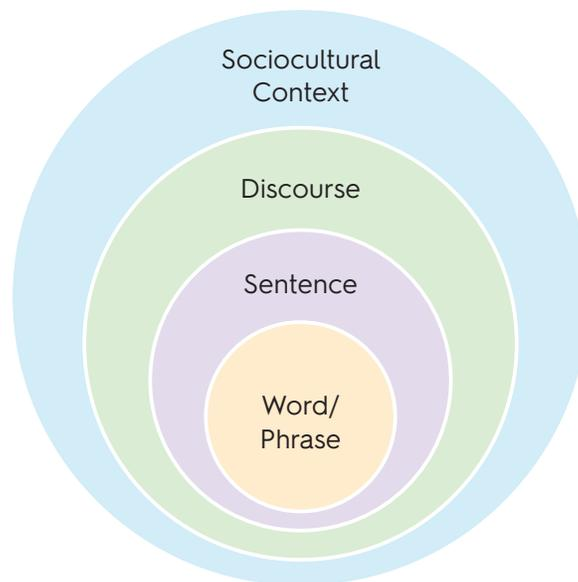 Sociocultural
Context
Discourse
Sentence
Word/
Phrase